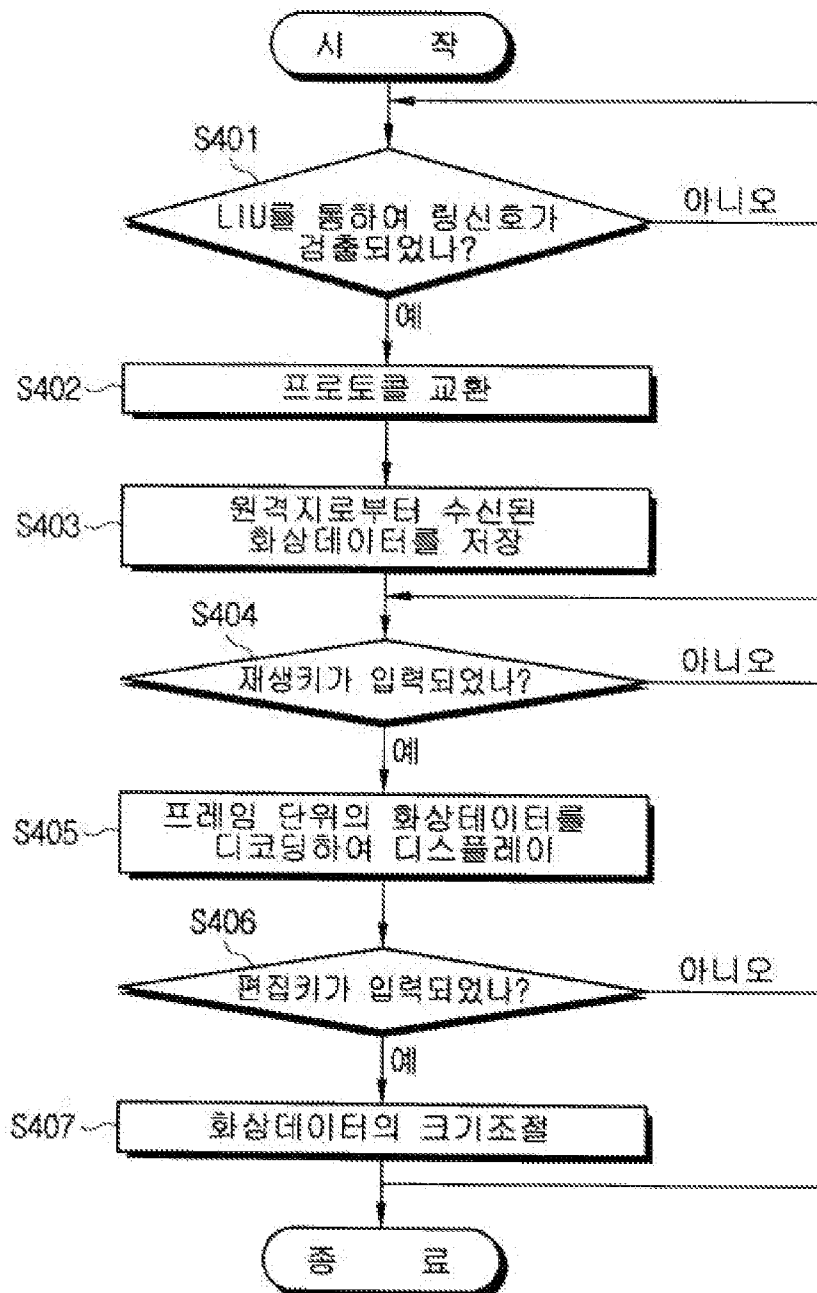 시 작
S401
LIU를 통하여 링신호가
검출되었나?
아니오
예
S402
프로토콜 교환
S403
원격지로부터 수신된
화상데이터를 저장
S404
재생키가 입력되었나?
아니오
예
S405
프레임 단위의 화상데이터를
디코딩하여 디스플레이
S406
편집키가 입력되었나?
아니오
예
S407
화상데이터의 크기조절
종 료